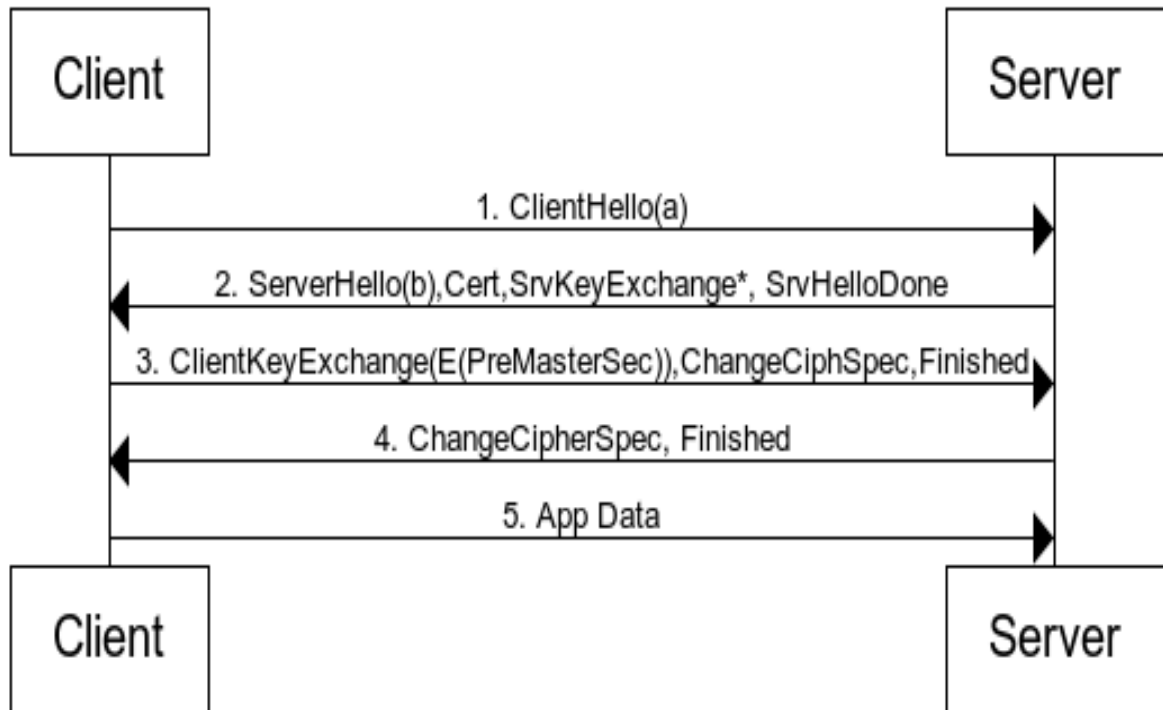 Client
Server
1. ClientHello(a)
2. ServerHello(b),Cert,SrvKeyExchange*, SrvHelloDone
3. ClientKeyExchange(E(PreMasterSec)),ChangeCiphSpec,Finished
4. ChangeCipherSpec, Finished
5. App Data
Client
Server